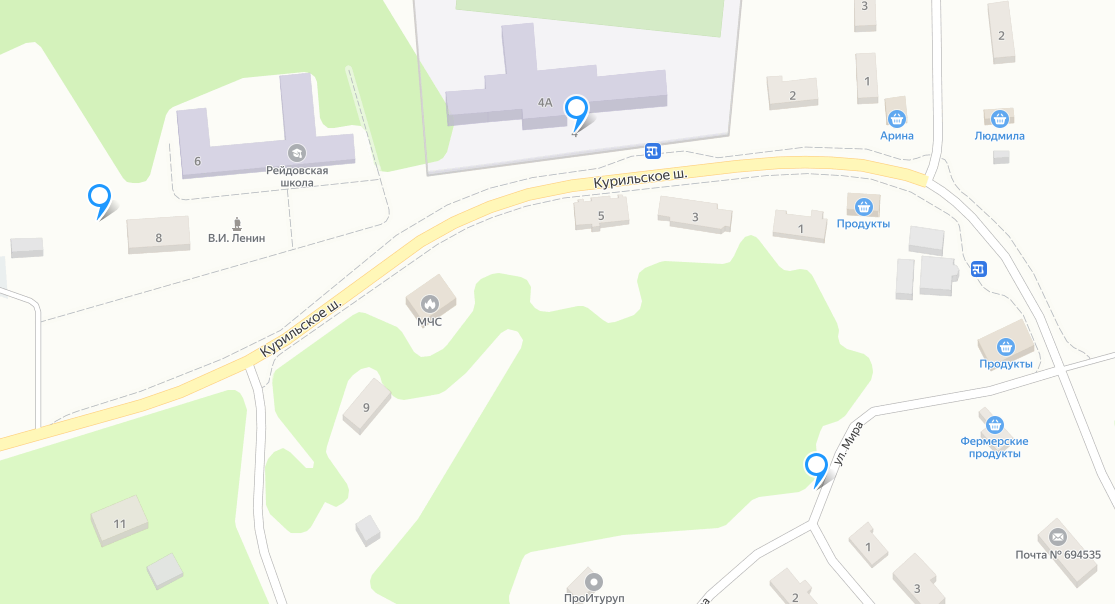 3
2
1
2
4А
4
Арина
Людмила
6
Рейдовская
школа
Курильское ш.
5
3
1
Продукты
8
В.И. Ленин
МЧС
Курильское ш.
Продукты
9
ул. Мира
Фермерские
продукты
11
1
Почта № 694535
3
2
ПроИтуруп